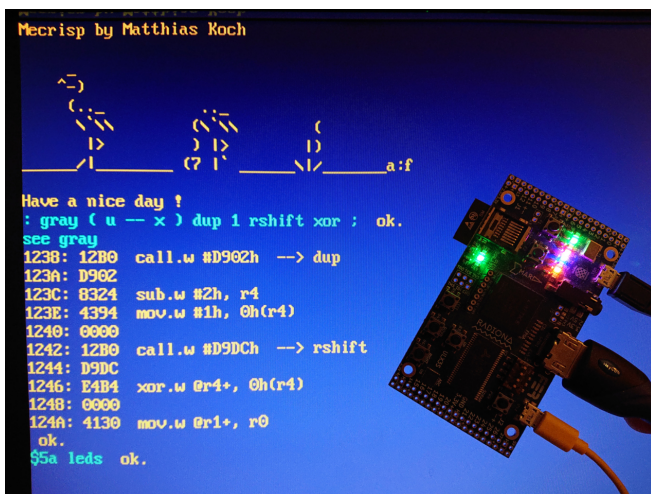 Mecrisp by Matthias Koch
a:f
Have a nice day !
: gray ( u -- x ) dup 1 rshift xor ;  ok.
see gray
1238: 12B0  call.w #D902h  --> dup
123A: D902
123C: 8324  sub.w #2h, r4
123E: 4394  mov.w #1h, 0h(r4)
1240: 0000
1242: 12B0  call.w #D9DCh  --> rshift
1244: D9DC
1246: E4B4  xor.w @r4+, 0h(r4)
1248: 0000
124A: 4130  mov.w @r1+, r0
ok.
$5a leds  ok.
RADIONA